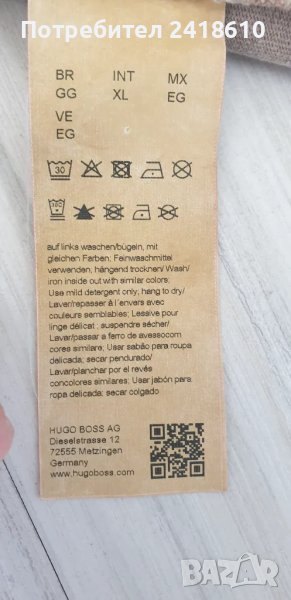 Потребител 2418610
BR INT MX
GG XL EG
VE
EG
30
auf links waschen/bügeln, mit
gleichen Farben. Feinwaschmittel
verwenden, hängend trocknen/ Wash/
iron inside out with similar colors.
Use mild detergent only, hang to dry/
Laver/repasser à l´envers avec
couleurs semblables; Lessive pour
linge délicat ; suspendre sécher/
Lavar/passar a ferro de avessocom
cores similares; Usar sabão para roupa
delicada; secar pendurado/
Lavar/planchar por el revés
concolores similares; Usar jabón para
ropa delicada; secar colgado
HUGO BOSS AG
Dieselstrasse 12
72555 Metzingen
Germany
www.hugoboss.com
BAZAR